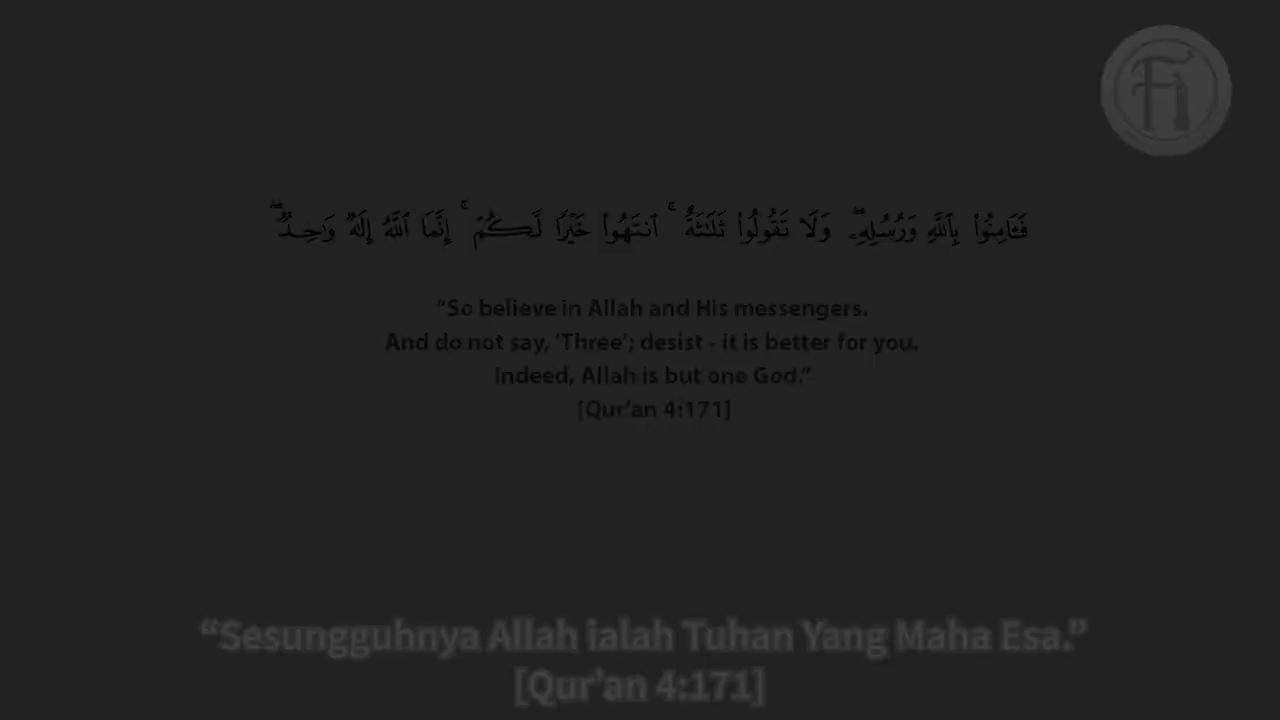 فَـَٔامِنُوا۟ بِٱللَّهِ وَرُسُلِهِۦ ۖ وَلَا تَقُولُوا۟ ثَلَـٰثَةٌ ۚ ٱنتَهُوا۟ خَيْرًا لَّكُمْ ۚ إِنَّمَا ٱللَّهُ إِلَـٰهٌ وَٰحِدٌ ۖ
“So believe in Allah and His messengers.
And do not say, ‘Three’; desist - it is better for you.
Indeed, Allah is but one God.”
[Qur’an 4:171]
“Sesungguhnya Allah ialah Tuhan Yang Maha Esa.”
[Qur’an 4:171]